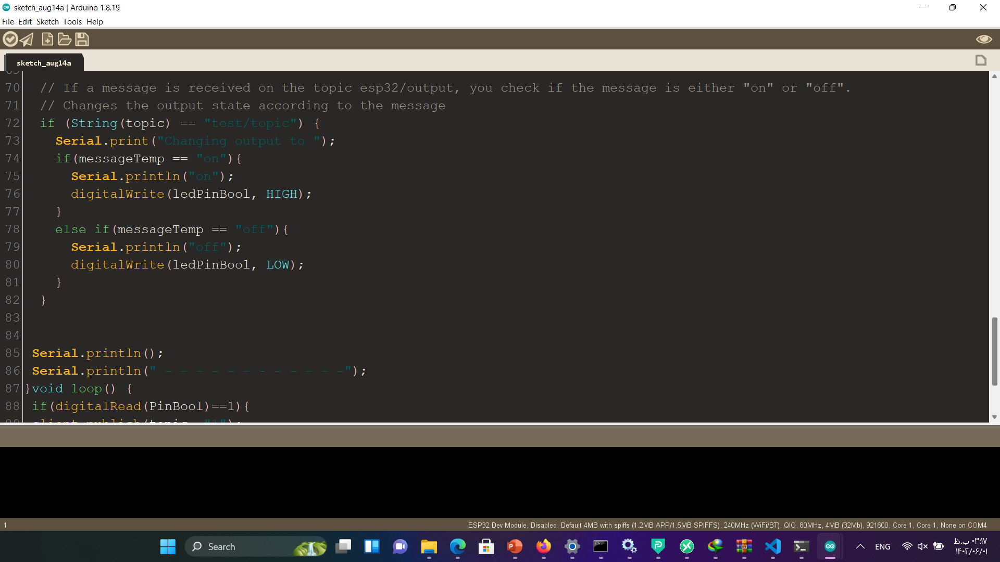 sketch_aug14a | Arduino 1.8.19
File Edit Sketch Tools Help
sketch_aug14a
70 // If a message is received on the topic esp32/output, you check if the message is either "on" or "off".
71 // Changes the output state according to the message
72 if (String(topic) == "test/topic") {
73 Serial.print("Changing output to ");
74 if(messageTemp == "on"){
75 Serial.println("on");
76 digitalWrite(ledPinBool, HIGH);
77 }
78 else if(messageTemp == "off"){
79 Serial.println("off");
80 digitalWrite(ledPinBool, LOW);
81 }
82 }
83
84
85 Serial.println();
86 Serial.println(" - - - - - - - - - - - -");
87 }void loop() {
88 if(digitalRead(PinBool)==1){
1 ESP32 Dev Module, Disabled, Default 4MB with spiffs (1.2MB APP/1.5MB SPIFFS), 240MHz (WiFi/BT), QIO, 80MHz, 4MB (32Mb), 921600, Core 1, Core 1, None on COM4
Search
ENG
۰۳:۱۷ ب.ظ
۱۴۰۲/۰۶/۰۱